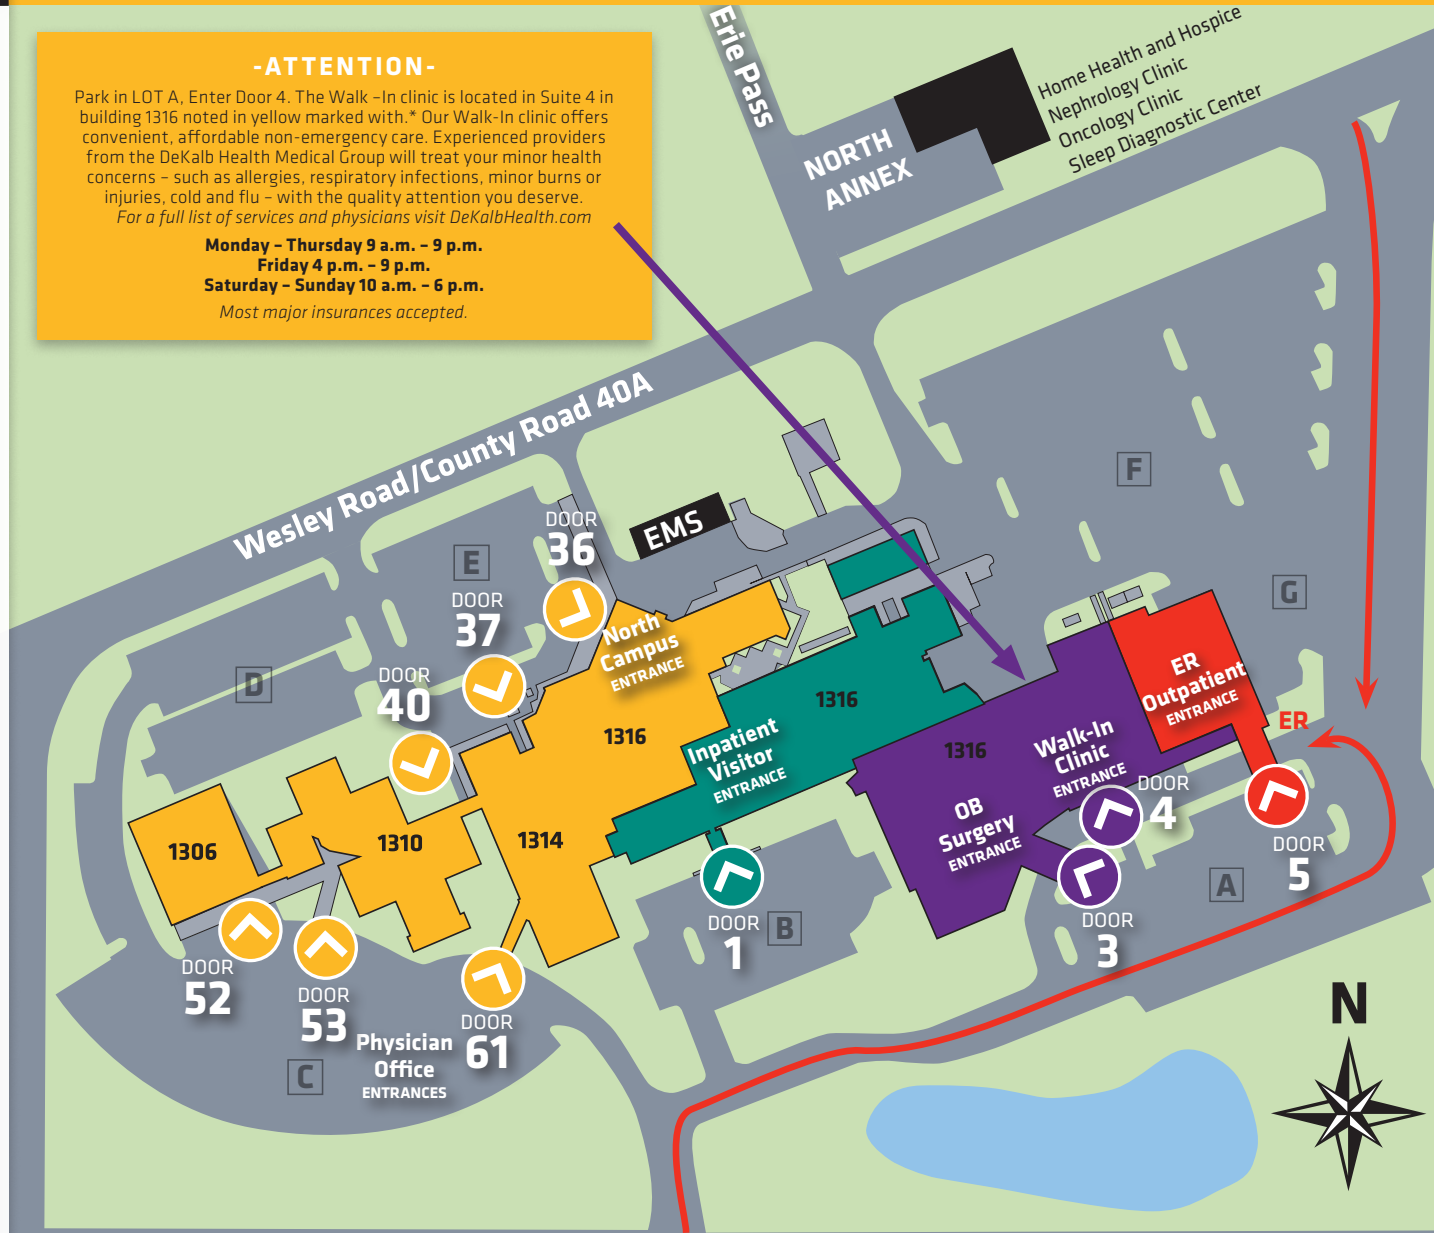 -ATTENTION-
Park in LOT A, Enter Door 4. The Walk –In clinic is located in Suite 4 in
building 1316 noted in yellow marked with.* Our Walk-In clinic offers
convenient, affordable non-emergency care. Experienced providers
from the DeKalb Health Medical Group will treat your minor health
concerns – such as allergies, respiratory infections, minor burns or
injuries, cold and flu – with the quality attention you deserve.
For a full list of services and physicians visit DeKalbHealth.com
Monday – Thursday 9 a.m. – 9 p.m.
Friday 4 p.m. – 9 p.m.
Saturday – Sunday 10 a.m. – 6 p.m.
Most major insurances accepted.
Erie Pass
NORTH
ANNEX
Home Health and Hospice
Nephrology Clinic
Oncology Clinic
Sleep Diagnostic Center
Wesley Road/County Road 40A
EMS
F
E
G
D
DOOR
36
DOOR
37
DOOR
40
North
Campus
ENTRANCE
1316
1316
1316
Inpatient
Visitor
ENTRANCE
ER
Outpatient
ENTRANCE
ER
Walk-In
Clinic
ENTRANCE
OB
Surgery
ENTRANCE
DOOR
4
DOOR
5
DOOR
3
A
1306
1310
1314
DOOR
1
B
DOOR
52
DOOR
53
DOOR
61
Physician
Office
ENTRANCES
C
N